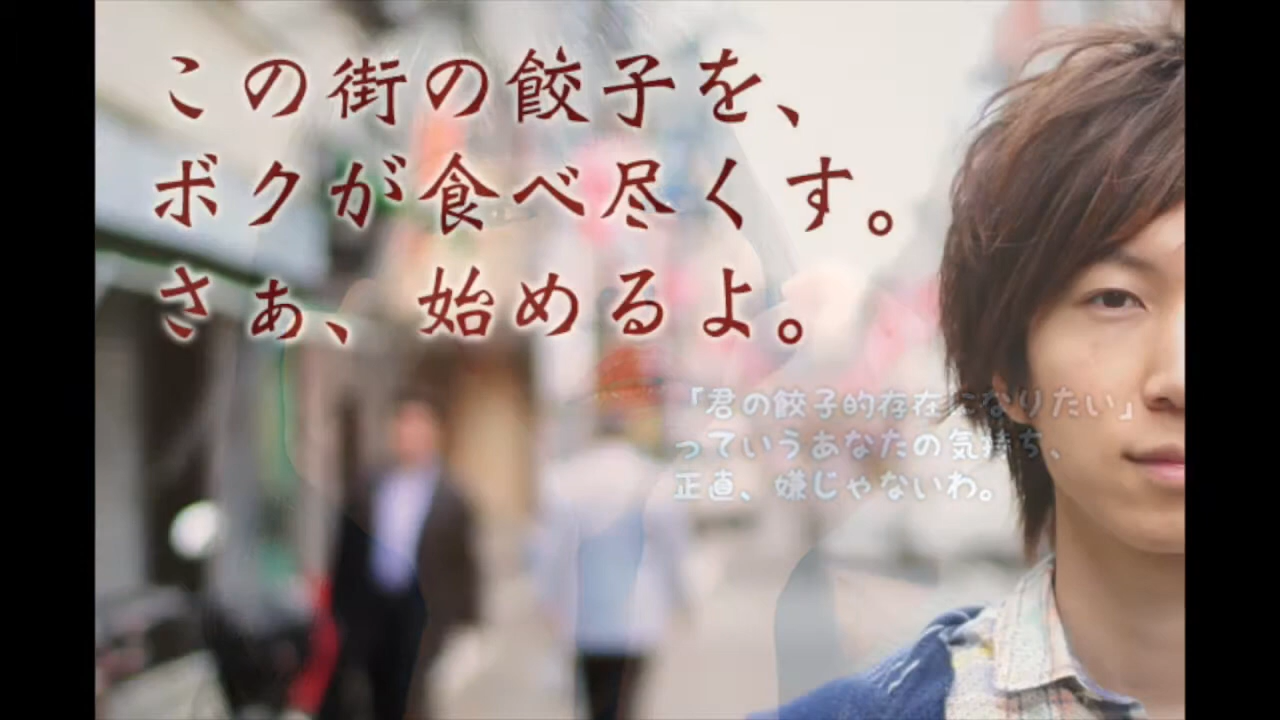 この街の餃子を、
ボクが食べ尽くす。
さぁ、始めるよ。
「君の餃子的存在になりたい」
っていうあなたの気持ち、
正直、嫌じゃないわ。